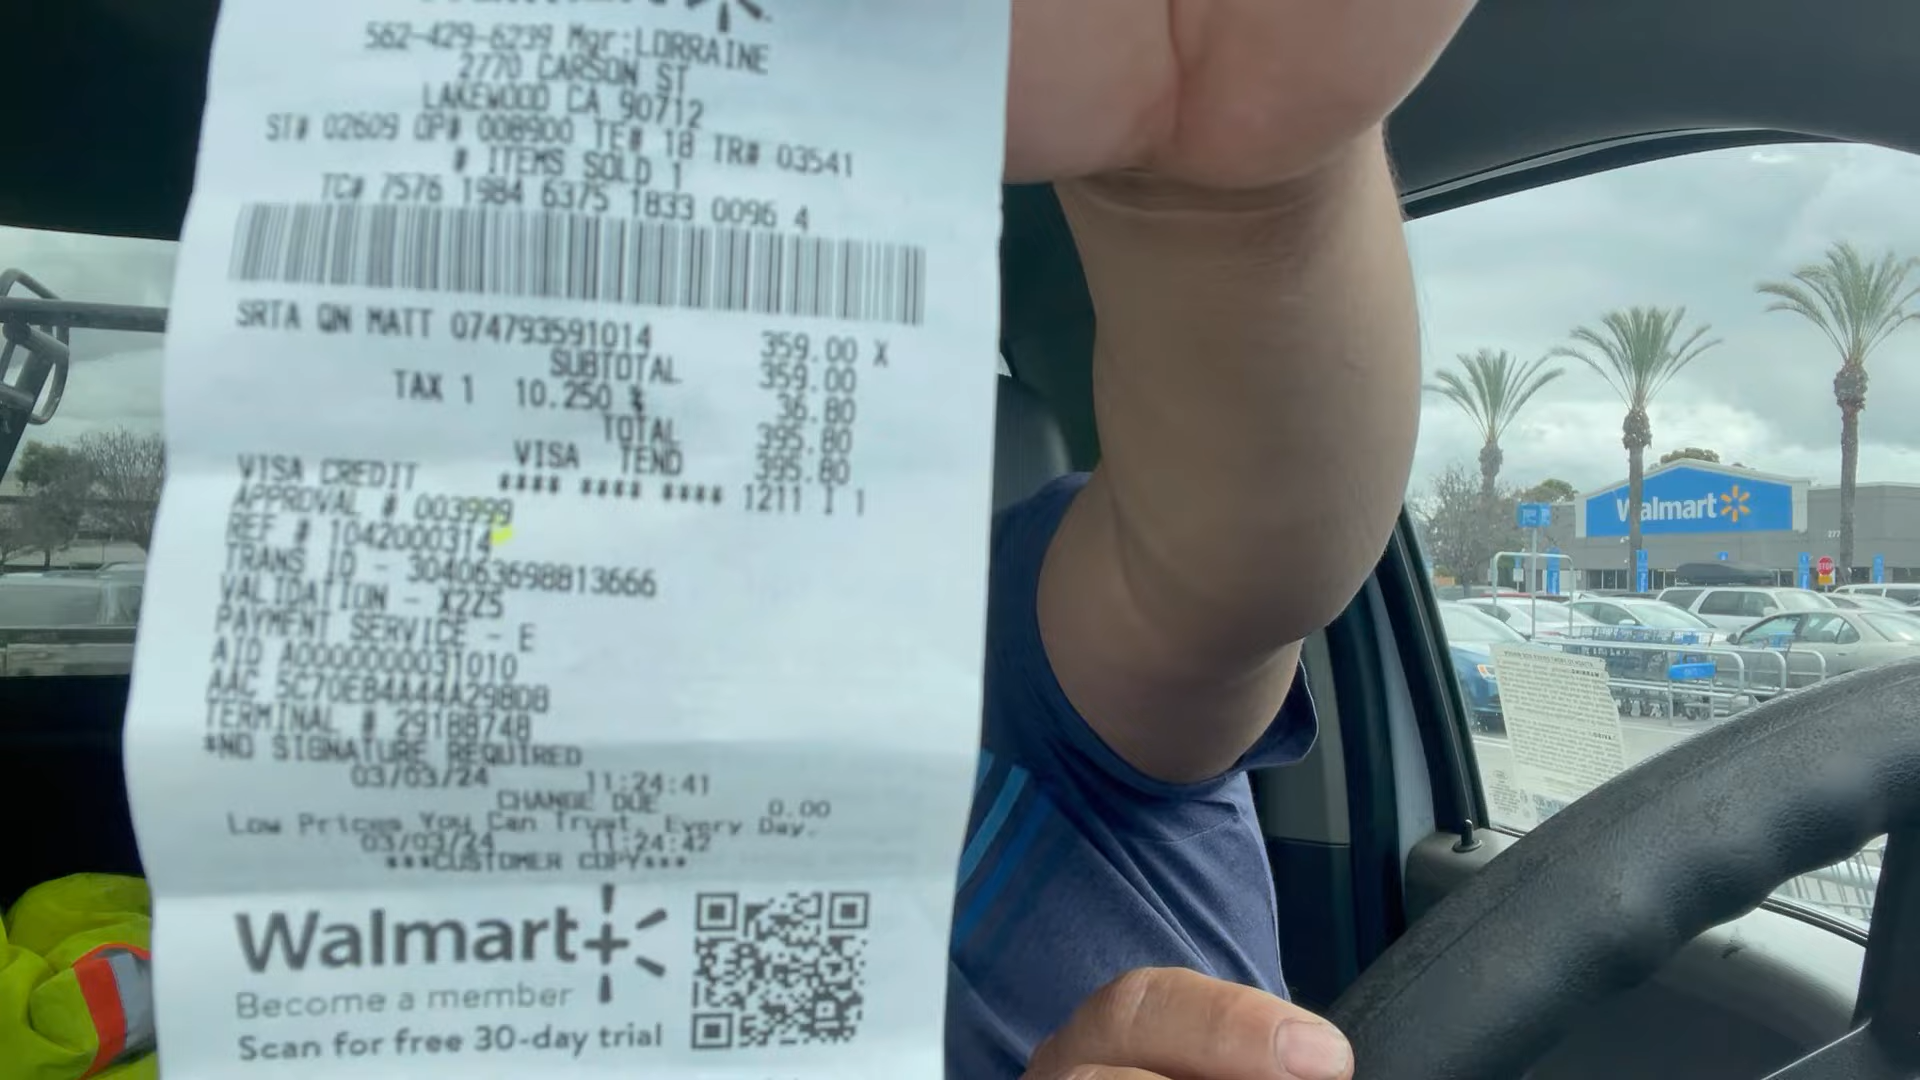 562-429-6239 Mgr:LORRAINE
2770 CARSON ST
LAKEWOOD CA 90712
ST# 02609 OP# 008900 TE# 18 TR# 03541
# ITEMS SOLD 1
TC# 7576 1984 6375 1833 0096 4
SRTA QN MATT 074793591014 359.00 X
SUBTOTAL 359.00
TAX 1 10.250 % 36.80
TOTAL 395.80
VISA TEND 395.80
VISA CREDIT **** **** **** 1211 I 1
APPROVAL # 003999
REF # 1042000314
TRANS ID - 304063698813666
VALIDATION - X2ZS
PAYMENT SERVICE - E
AID A0000000031010
AAC 5C70EB4A44A2980B
TERMINAL # 29188748
*NO SIGNATURE REQUIRED
03/03/24 11:24:41
CHANGE DUE 0.00
Low Prices You Can Trust. Every Day.
03/03/24 11:24:42
***CUSTOMER COPY***
Walmart+
Become a member
Scan for free 30-day trial
Walmart
STOP